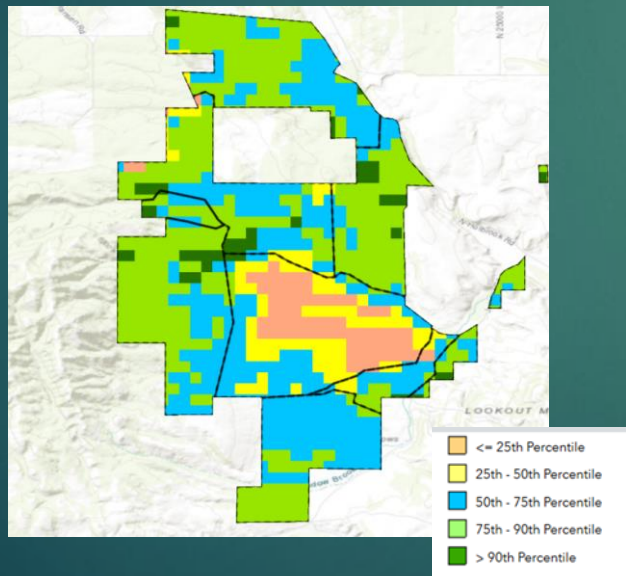 LOOKOUT M
<= 25th Percentile
25th - 50th Percentile
50th - 75th Percentile
75th - 90th Percentile
> 90th Percentile